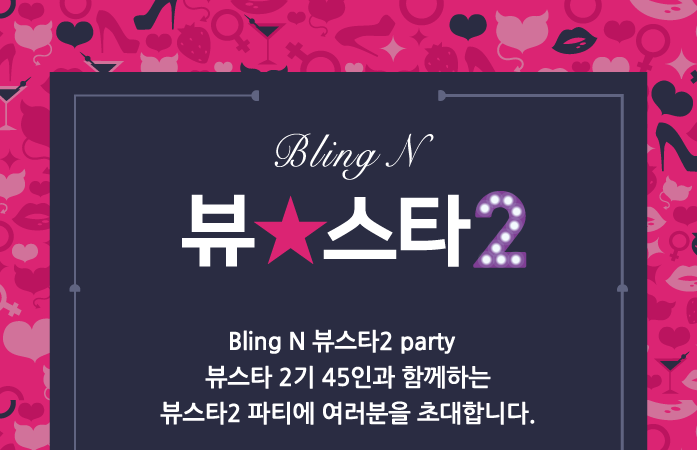 Bling N
뷰★스타2
Bling N 뷰스타2 party
뷰스타 2기 45인과 함께하는
뷰스타2 파티에 여러분을 초대합니다.